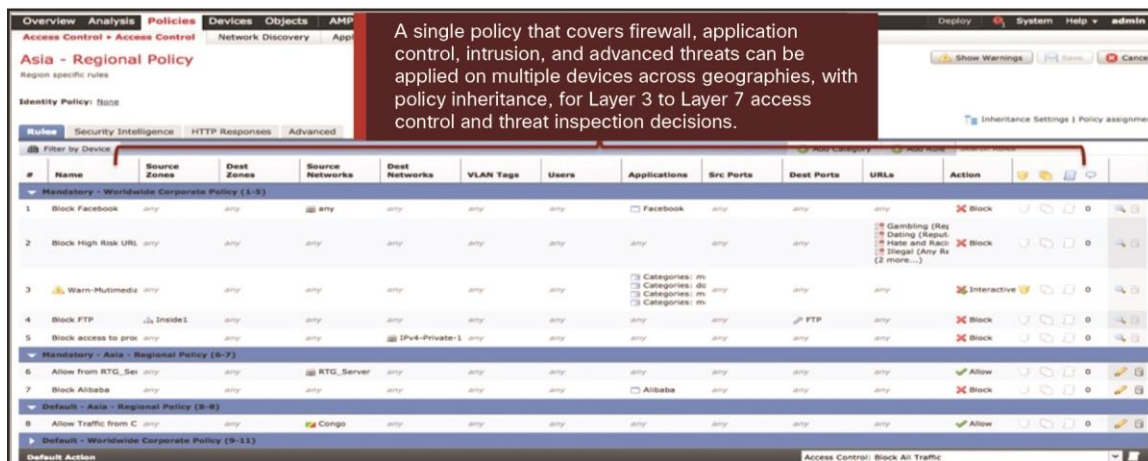 Overview Analysis Policies Devices Objects AMP Deploy System Help admin
Access Control ▸ Access Control Network Discovery
A single policy that covers firewall, application
control, intrusion, and advanced threats can be
applied on multiple devices across geographies, with
policy inheritance, for Layer 3 to Layer 7 access
control and threat inspection decisions.
Asia - Regional Policy
Region specific rules
Show Warnings Save Cance
Identity Policy: None
Inheritance Settings | Policy assignme
Rules Security Intelligence HTTP Responses Advanced
Filter by Device Add Category Add Rule Search Rules
# Name Source Zones Dest Zones Source Networks Dest Networks VLAN Tags Users Applications Src Ports Dest Ports URLs Action
Mandatory - Worldwide Corporate Policy (1-5)
1 Block Facebook any any any any any any Facebook any any any Block 0
2 Block High Risk URL any any any any any any any any any Gambling (Rep Dating (Reput Hate and Raci Illegal (Any Re (2 more...) Block 0
3 Warn-Mutimedia any any any any any any Categories: m Categories: do Categories: m Categories: m any any any Interactive 0
4 Block FTP Inside1 any any any any any any any FTP any Block 0
5 Block access to proc any any any IPv4-Private-1 any any any any any any Block 0
Mandatory - Asia - Regional Policy (6-7)
6 Allow from RTG_Ser any any RTG_Server any any any any any any any Allow 0
7 Block Alibaba any any any any any any Alibaba any any any Block 0
Default - Asia - Regional Policy (8-8)
8 Allow Traffic from C any any Congo any any any any any any any Allow 0
Default - Worldwide Corporate Policy (9-11)
Default Action Access Control: Block All Traffic